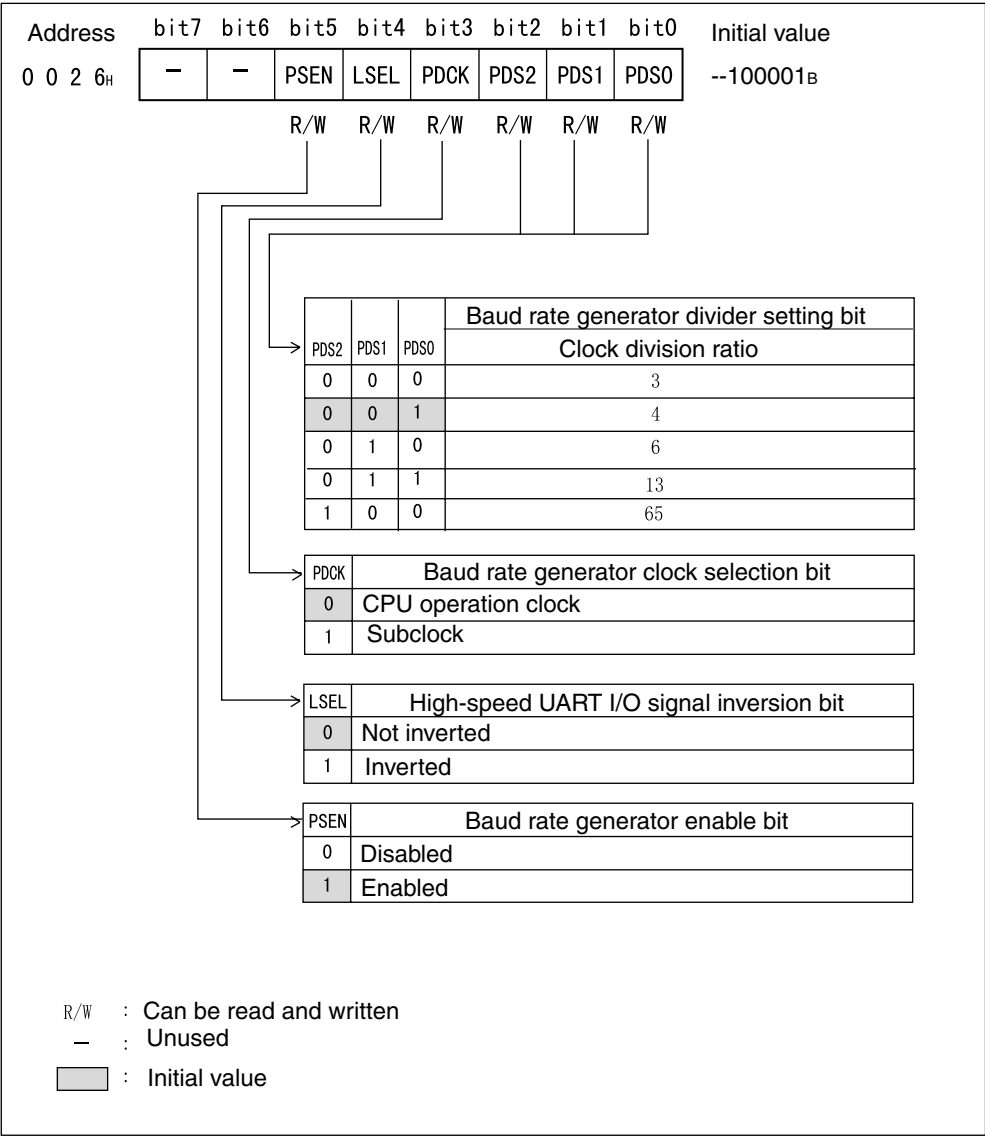 Address bit7 bit6 bit5 bit4 bit3 bit2 bit1 bit0 Initial value
0 0 2 6H — — PSEN LSEL PDCK PDS2 PDS1 PDS0 --100001B
R/W R/W R/W R/W R/W R/W
Baud rate generator divider setting bit
PDS2 PDS1 PDS0 Clock division ratio
0 0 0 3
0 0 1 4
0 1 0 6
0 1 1 13
1 0 0 65
PDCK Baud rate generator clock selection bit
0 CPU operation clock
1 Subclock
LSEL High-speed UART I/O signal inversion bit
0 Not inverted
1 Inverted
PSEN Baud rate generator enable bit
0 Disabled
1 Enabled
R/W : Can be read and written
— : Unused
: Initial value